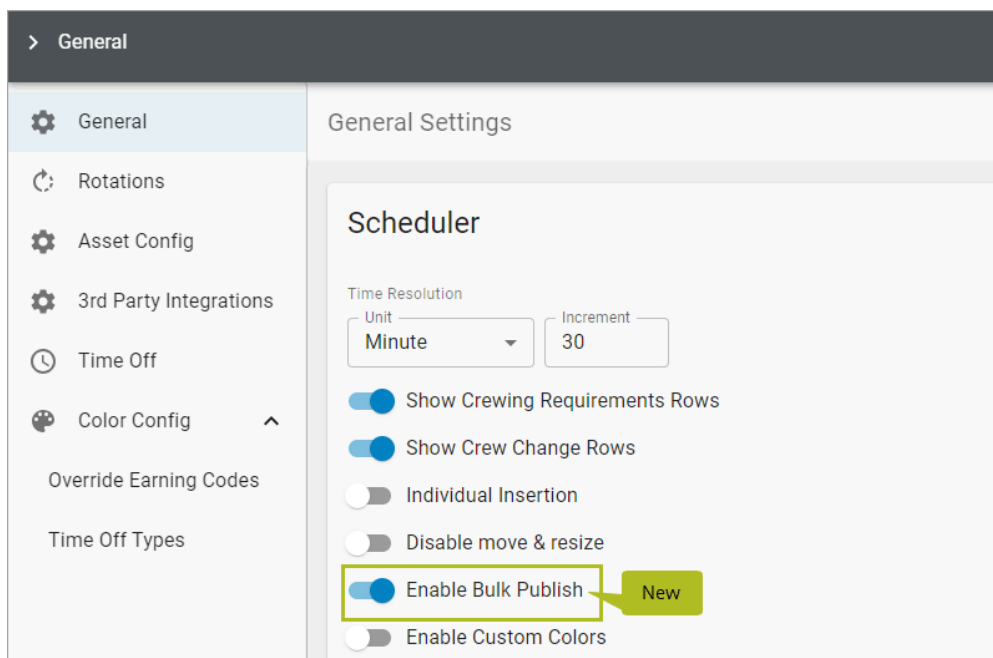 General
General
Rotations
Asset Config
3rd Party Integrations
Time Off
Color Config
Override Earning Codes
Time Off Types
General Settings
Scheduler
Time Resolution
Unit
Minute
Increment
30
Show Crewing Requirements Rows
Show Crew Change Rows
Individual Insertion
Disable move & resize
Enable Bulk Publish
New
Enable Custom Colors